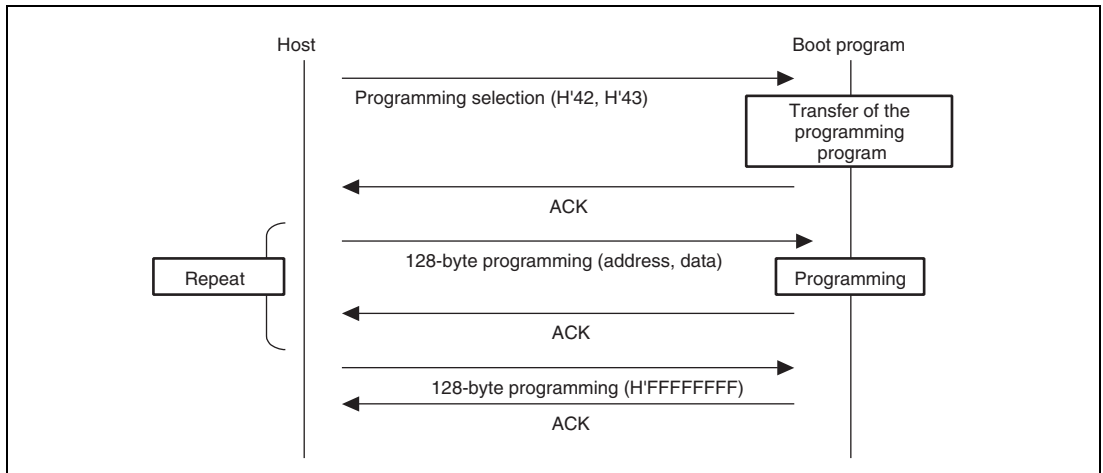 Host
Boot program
Programming selection (H'42, H'43)
Transfer of the
programming
program
ACK
128-byte programming (address, data)
Repeat
Programming
ACK
128-byte programming (H'FFFFFFFF)
ACK